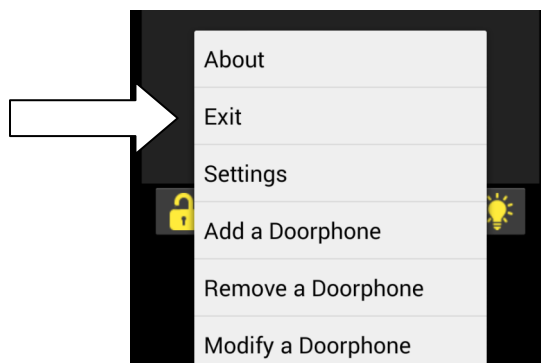 About
Exit
Settings
Add a Doorphone
Remove a Doorphone
Modify a Doorphone